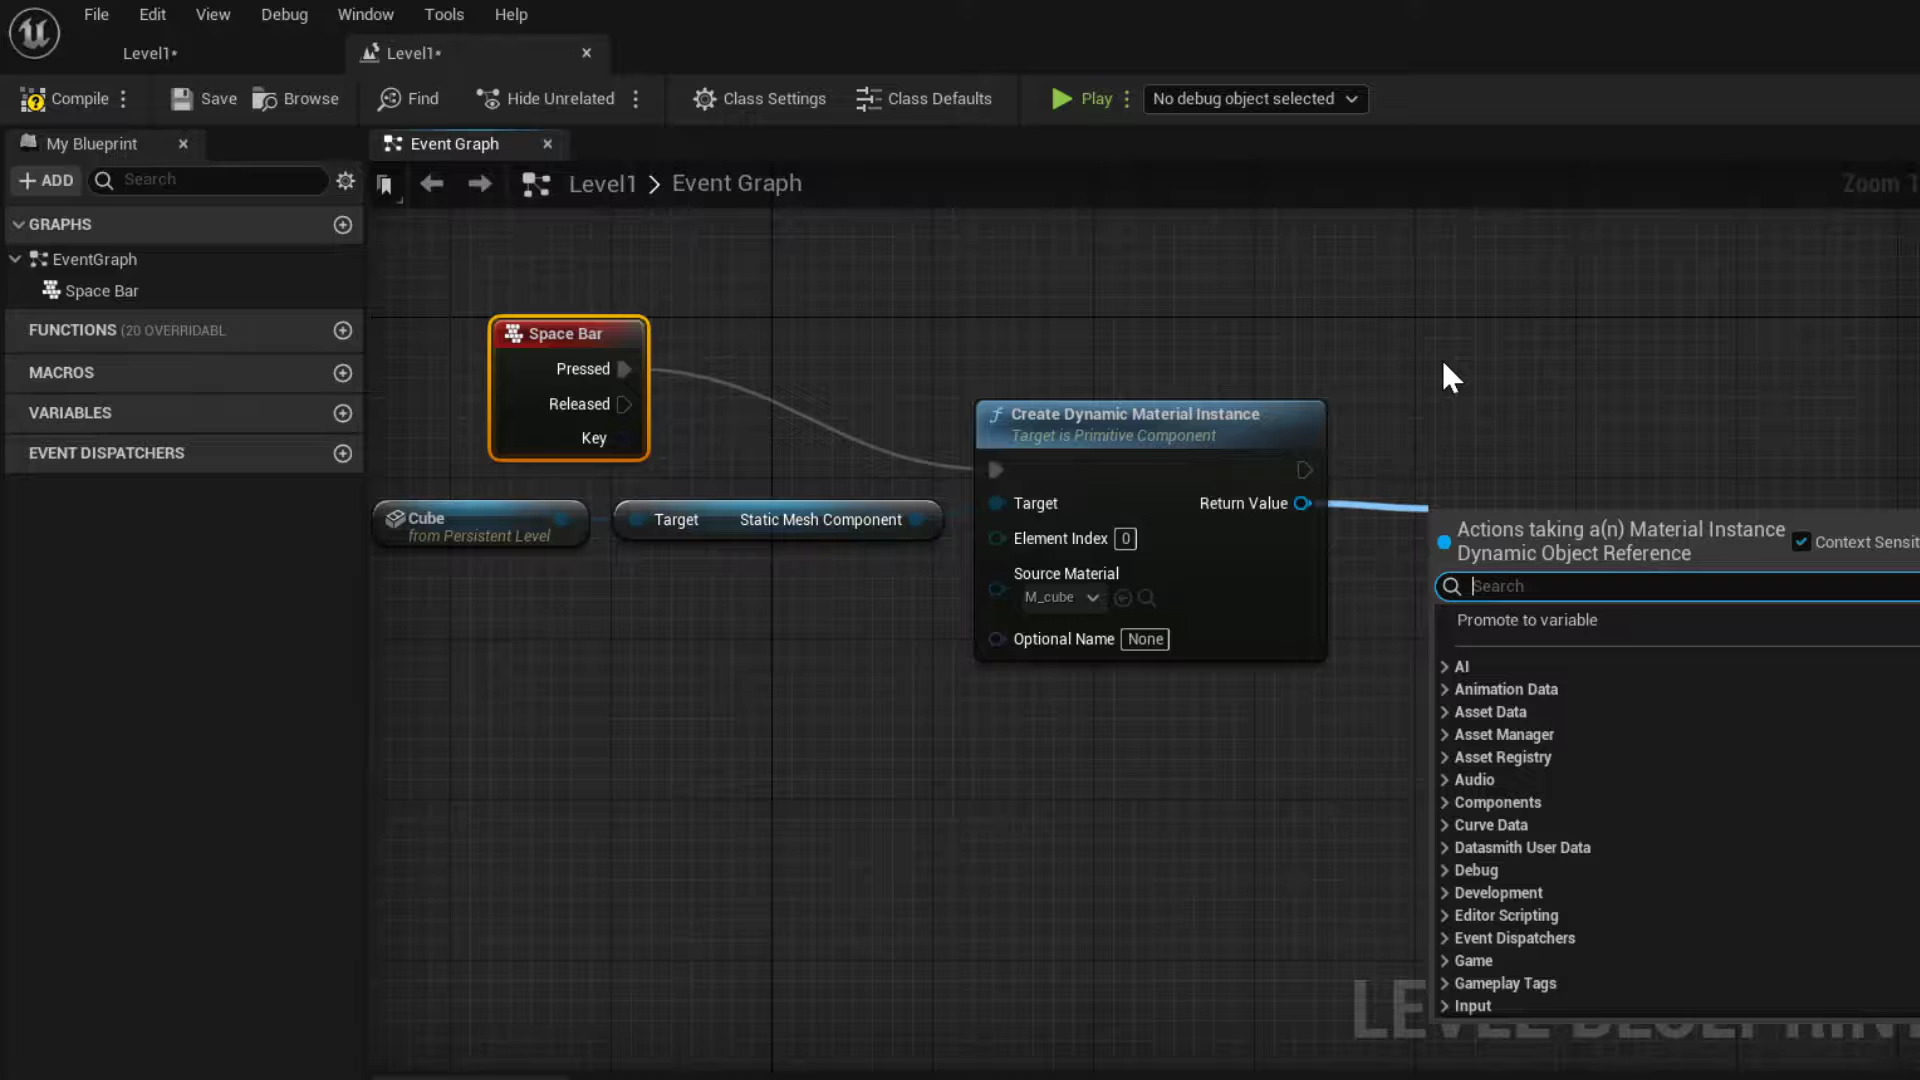 File Edit View Debug Window Tools Help
Level1*
Level1*
Compile
Save
Browse
Find
Hide Unrelated
Class Settings
Class Defaults
Play
No debug object selected
My Blueprint
Event Graph
ADD
Search
Level1 > Event Graph
Zoom 1
GRAPHS
EventGraph
Space Bar
FUNCTIONS (20 OVERRIDABL
MACROS
VARIABLES
EVENT DISPATCHERS
Space Bar
Pressed
Released
Key
Cube
from Persistent Level
Target Static Mesh Component
Create Dynamic Material Instance
Target is Primitive Component
Target Return Value
Element Index 0
Source Material
M_cube
Optional Name None
Actions taking a(n) Material Instance
Dynamic Object Reference
Context Sensit
Search
Promote to variable
AI
Animation Data
Asset Data
Asset Manager
Asset Registry
Audio
Components
Curve Data
Datasmith User Data
Debug
Development
Editor Scripting
Event Dispatchers
Game
Gameplay Tags
Input